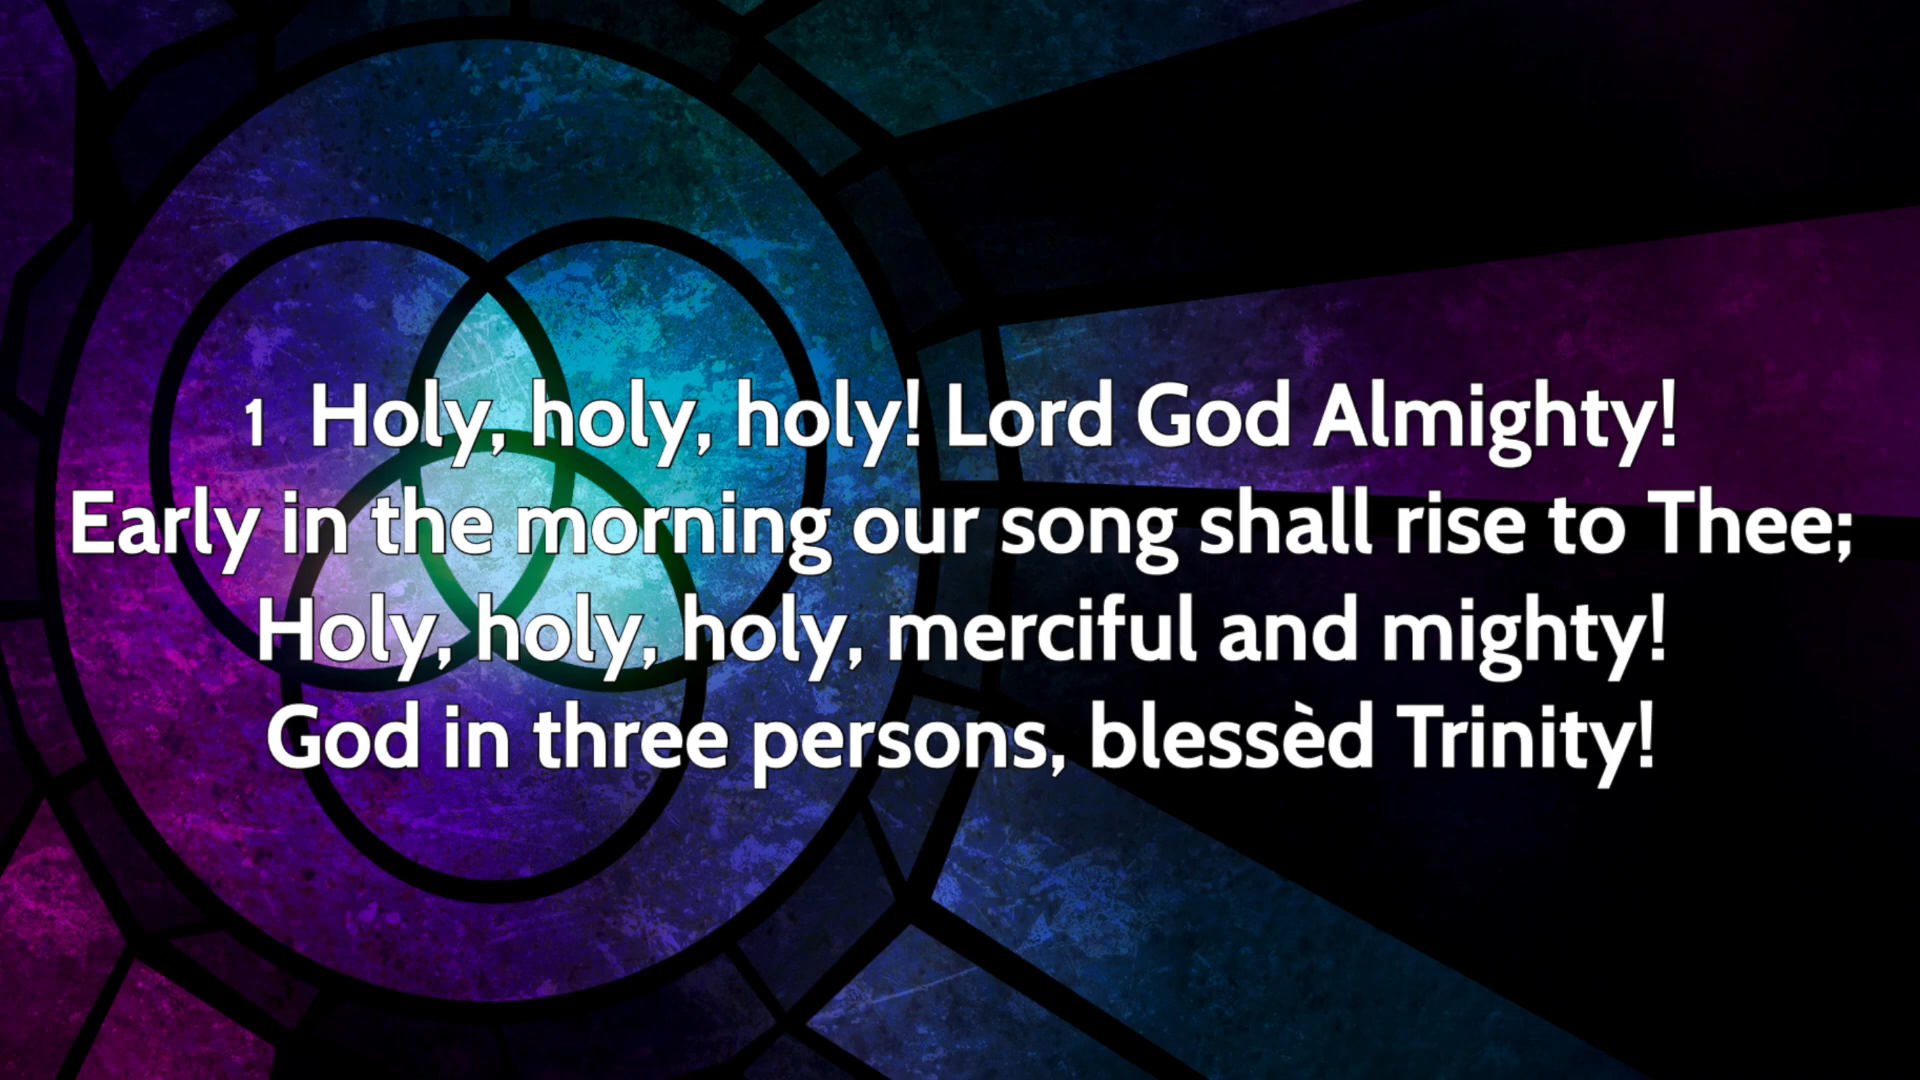 1 Holy, holy, holy! Lord God Almighty!
Early in the morning our song shall rise to Thee;
Holy, holy, holy, merciful and mighty!
God in three persons, blessèd Trinity!